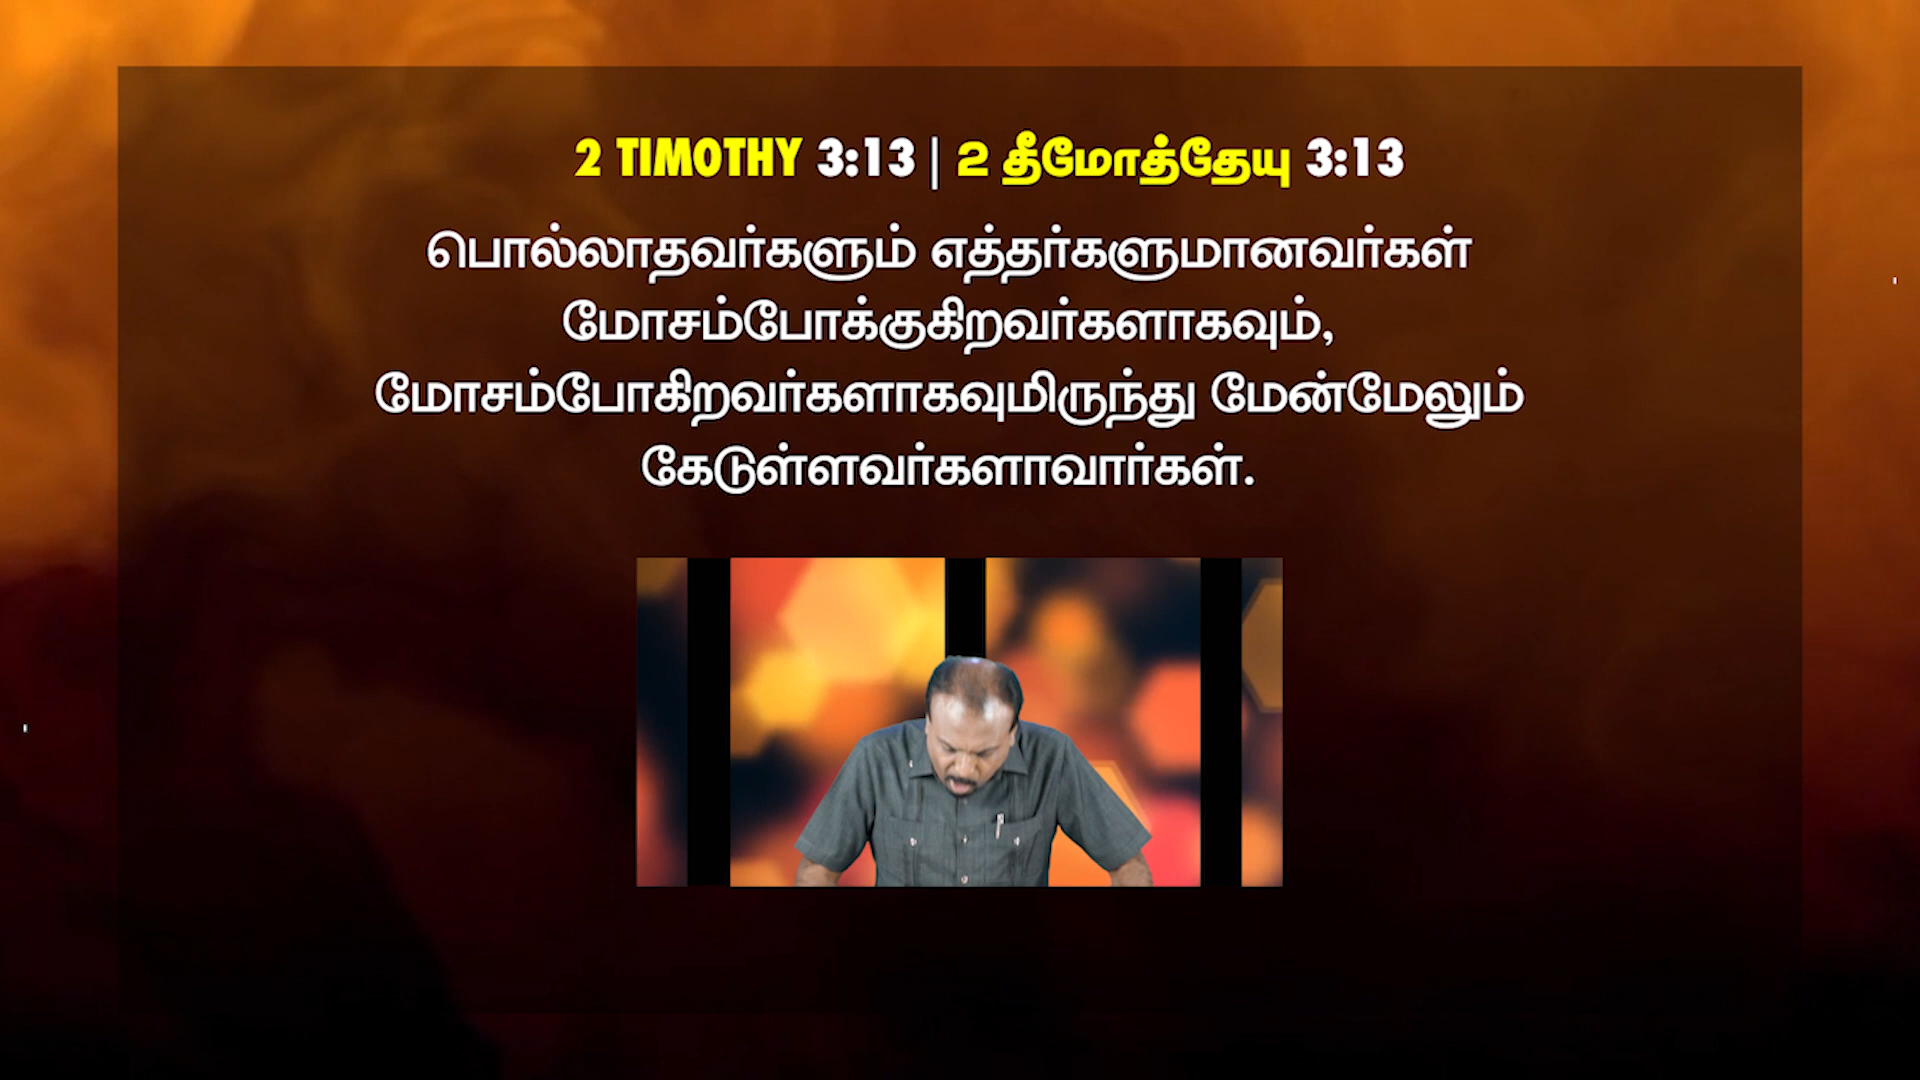 2 TIMOTHY 3:13 | 2 தீமோத்தேயு 3:13
பொல்லாதவர்களும் எத்தர்களுமானவர்கள்
மோசம்போக்குகிறவர்களாகவும்,
மோசம்போகிறவர்களாகவுமிருந்து மேன்மேலும்
கேடுள்ளவர்களாவார்கள்.